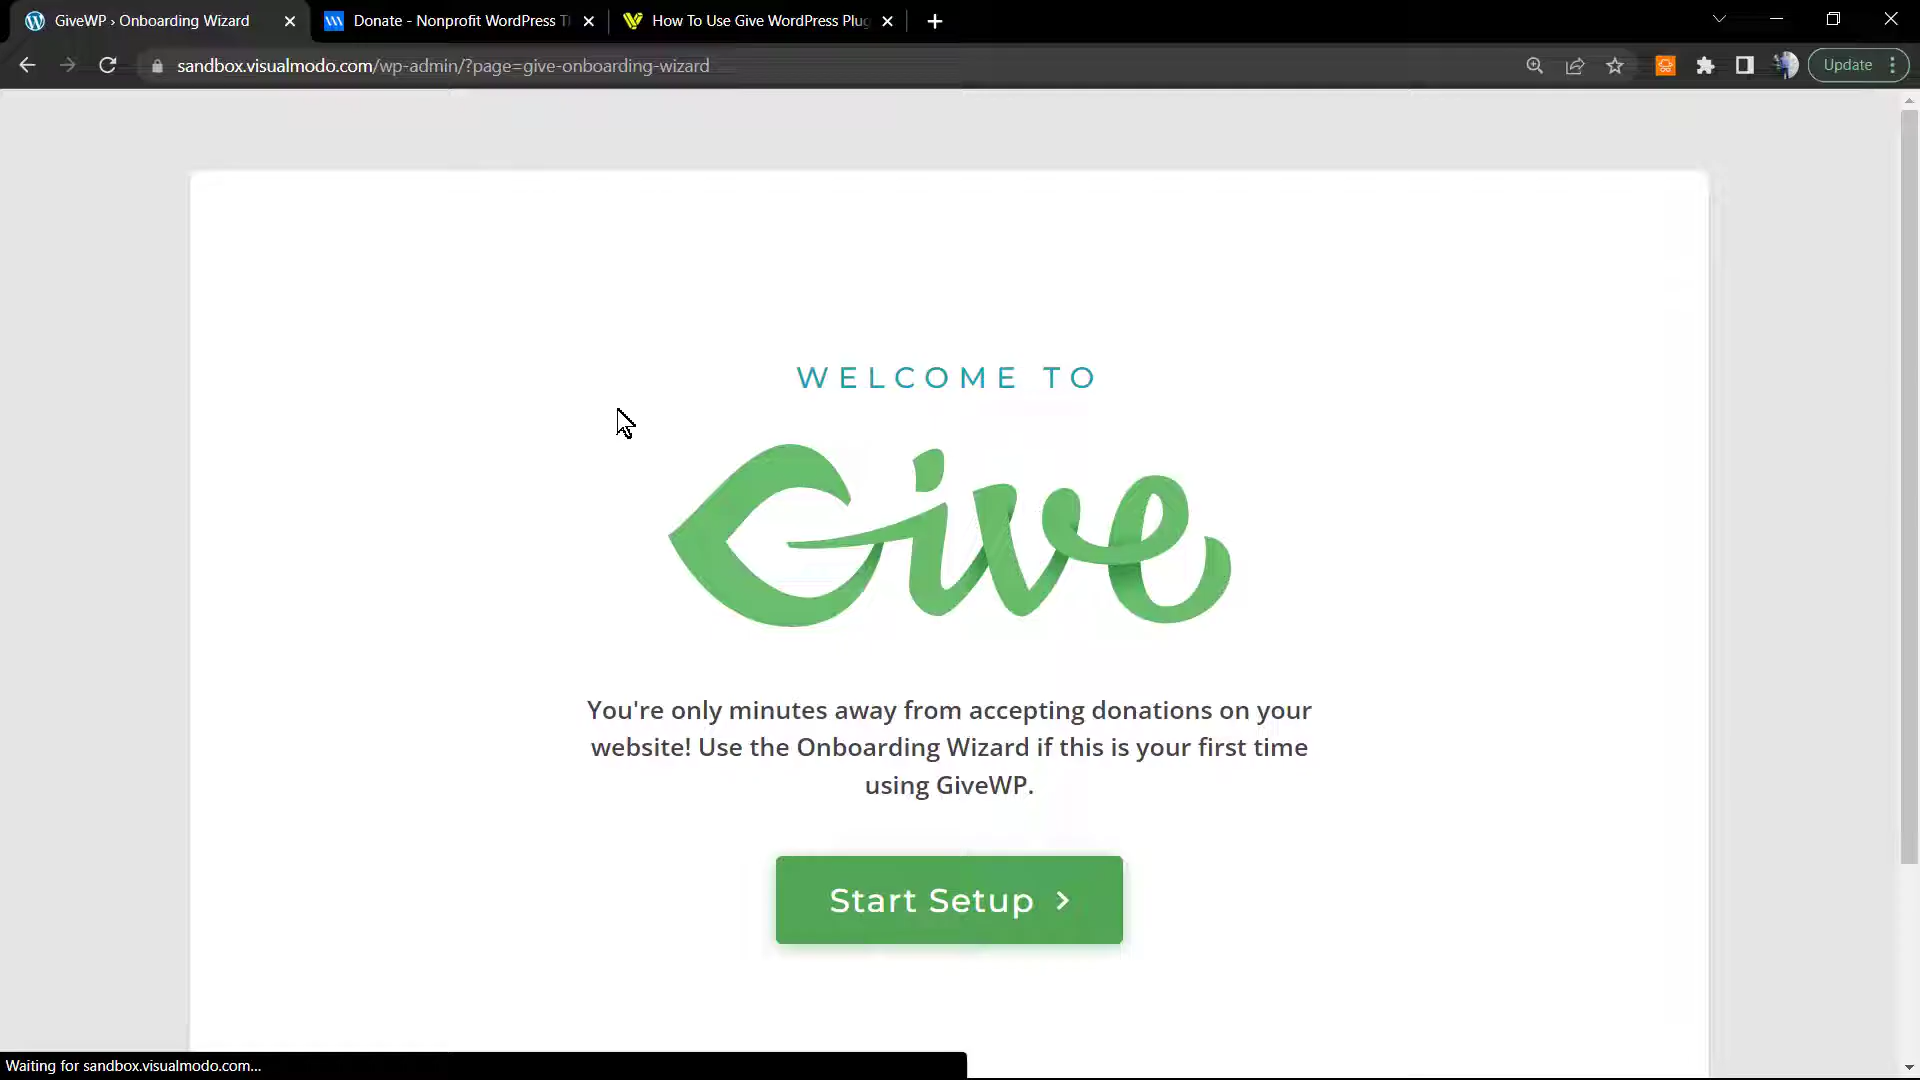 GiveWP › Onboarding Wizard
Donate - Nonprofit WordPress T
How To Use Give WordPress Plug
sandbox.visualmodo.com/wp-admin/?page=give-onboarding-wizard
Update
WELCOME TO
Give
You're only minutes away from accepting donations on your
website! Use the Onboarding Wizard if this is your first time
using GiveWP.
Start Setup
Waiting for sandbox.visualmodo.com...